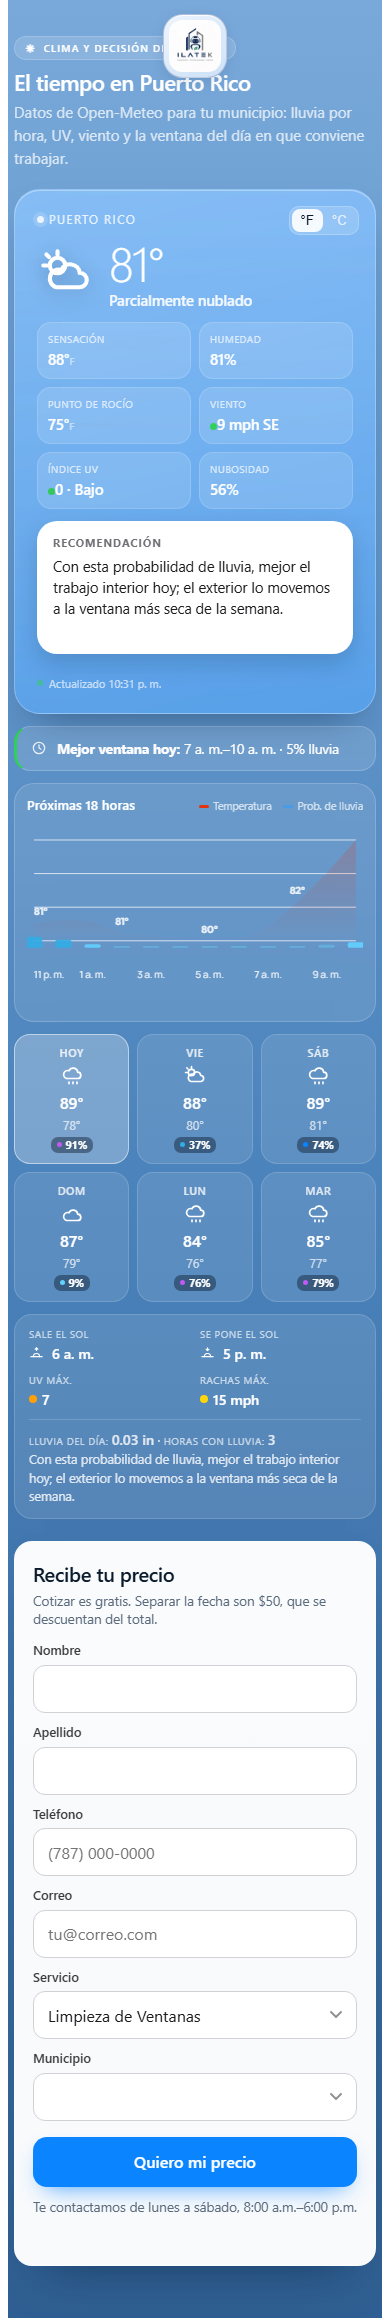 CLIMA Y DECISIÓN
ILATEK
El tiempo en Puerto Rico
Datos de Open-Meteo para tu municipio: lluvia por
hora, UV, viento y la ventana del día en que conviene
trabajar.
PUERTO RICO
°F °C
81°
Parcialmente nublado
SENSACIÓN
88°F
HUMEDAD
81%
PUNTO DE ROCÍO
75°F
VIENTO
9 mph SE
ÍNDICE UV
0 · Bajo
NUBOSIDAD
56%
RECOMENDACIÓN
Con esta probabilidad de lluvia, mejor el
trabajo interior hoy; el exterior lo movemos
a la ventana más seca de la semana.
Actualizado 10:31 p. m.
Mejor ventana hoy: 7 a. m.–10 a. m. · 5% lluvia
Próximas 18 horas
Temperatura Prob. de lluvia
81° 81° 80° 82°
11 p. m. 1 a. m. 3 a. m. 5 a. m. 7 a. m. 9 a. m.
HOY
89°
78°
91%
VIE
88°
80°
37%
SÁB
89°
81°
74%
DOM
87°
79°
9%
LUN
84°
76°
76%
MAR
85°
77°
79%
SALE EL SOL
6 a. m.
SE PONE EL SOL
5 p. m.
UV MÁX.
7
RACHAS MÁX.
15 mph
LLUVIA DEL DÍA: 0.03 in · HORAS CON LLUVIA: 3
Con esta probabilidad de lluvia, mejor el trabajo interior
hoy; el exterior lo movemos a la ventana más seca de la
semana.
Recibe tu precio
Cotizar es gratis. Separar la fecha son $50, que se
descuentan del total.
Nombre
Apellido
Teléfono
(787) 000-0000
Correo
tu@correo.com
Servicio
Limpieza de Ventanas
Municipio
Quiero mi precio
Te contactamos de lunes a sábado, 8:00 a.m.–6:00 p.m.